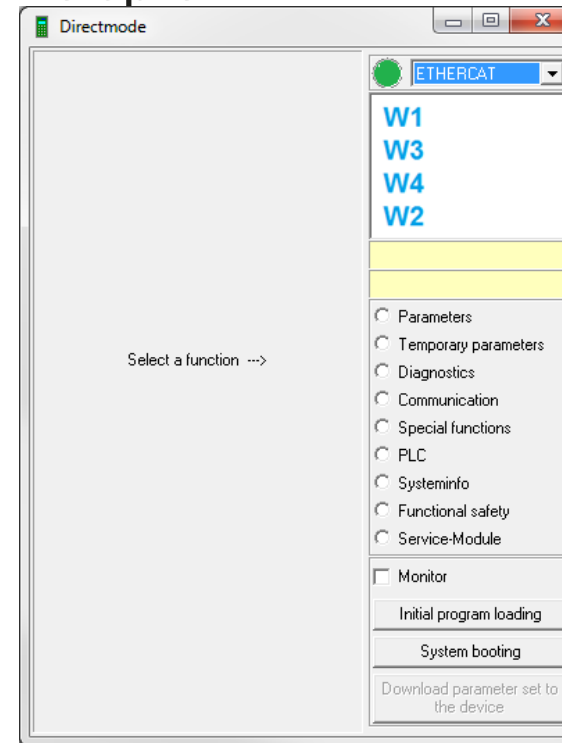 Directmode
ETHERCAT
W1
W3
W4
W2
Select a function --->
Parameters
Temporary parameters
Diagnostics
Communication
Special functions
PLC
Systeminfo
Functional safety
Service-Module
Monitor
Initial program loading
System booting
Download parameter set to
the device